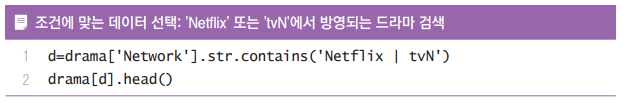 조건에 맞는 데이터 선택: 'Netflix' 또는 'tvN'에서 방영되는 드라마 검색
1 d=drama['Network'].str.contains('Netflix | tvN')
2 drama[d].head()